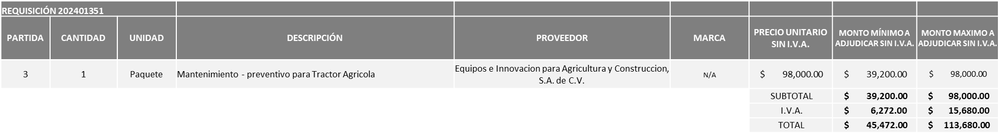 REQUISICIÓN 202401351
PARTIDA CANTIDAD UNIDAD DESCRIPCIÓN PROVEEDOR MARCA PRECIO UNITARIO SIN I.V.A. MONTO MÍNIMO A ADJUDICAR SIN I.V.A. MONTO MAXIMO A ADJUDICAR SIN I.V.A.
3 1 Paquete Mantenimiento - preventivo para Tractor Agricola Equipos e Innovacion para Agricultura y Construccion, S.A. de C.V. N/A $ 98,000.00 $ 39,200.00 $ 98,000.00
SUBTOTAL $ 39,200.00 $ 98,000.00
I.V.A. $ 6,272.00 $ 15,680.00
TOTAL $ 45,472.00 $ 113,680.00